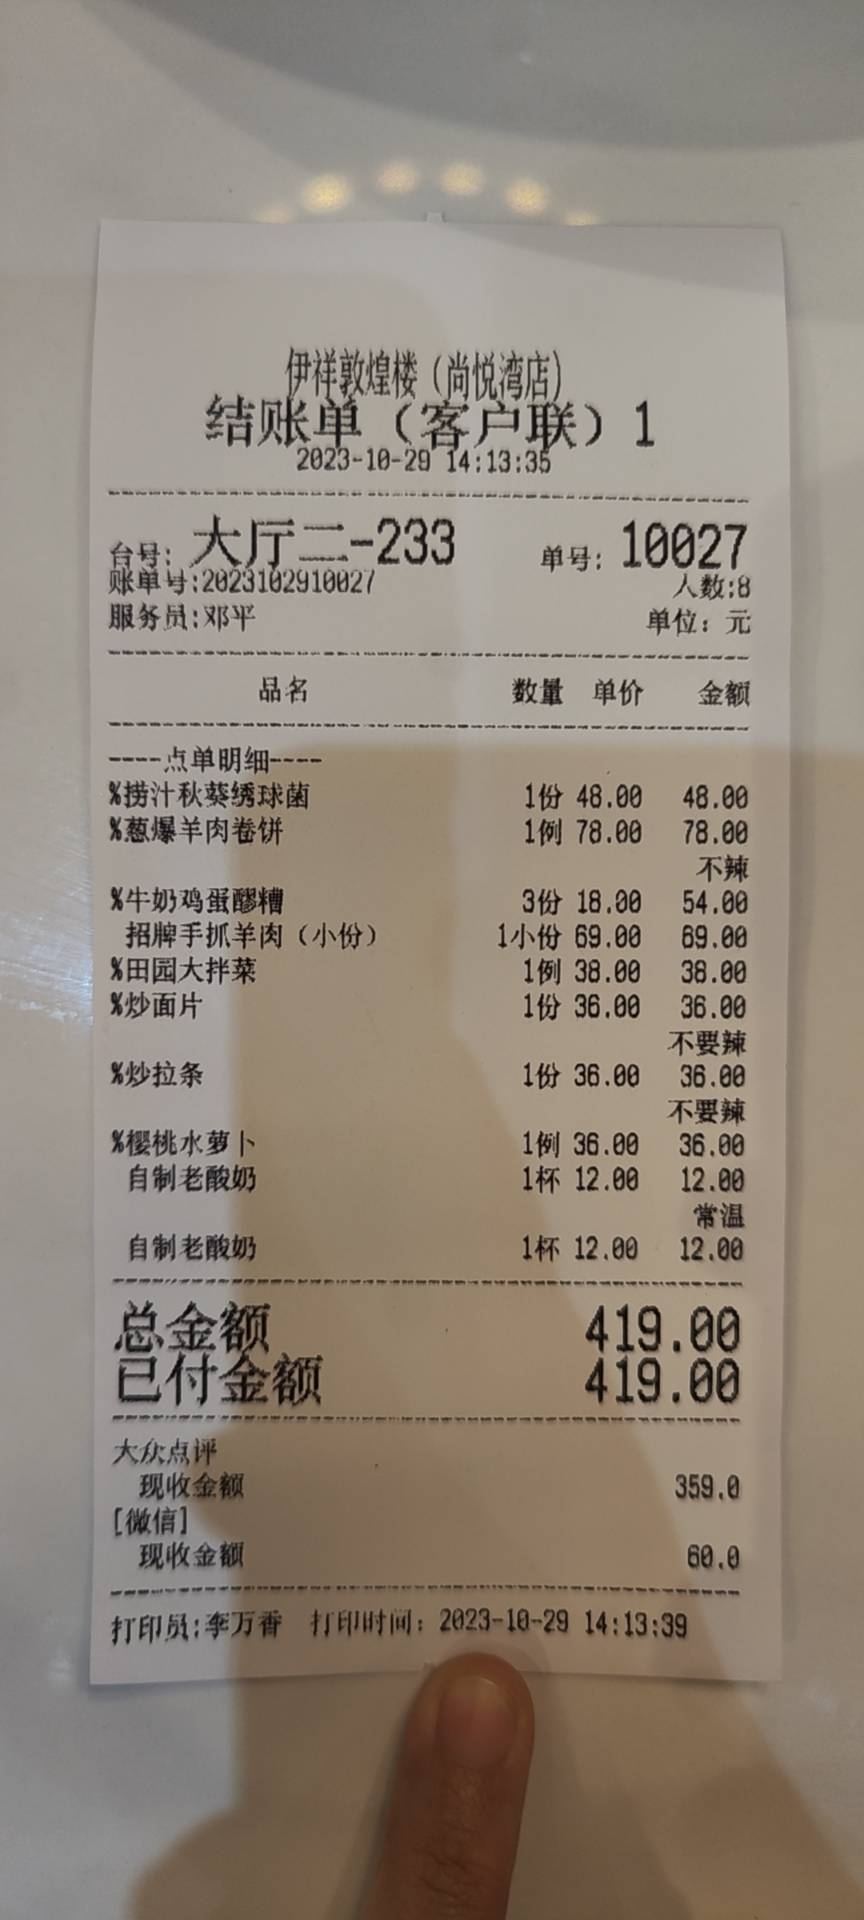 伊祥敦煌楼（尚悦湾店）
结账单（客户联）1
2023-10-29 14:13:35
台号: 大厅二-233 单号: 10027
账单号:2023102910027 人数:8
服务员:邓平 单位: 元
品名 数量 单价 金额
----点单明细----
%捞汁秋葵绣球菌 1份 48.00 48.00
%葱爆羊肉卷饼 1例 78.00 78.00
不辣
%牛奶鸡蛋醪糟 3份 18.00 54.00
招牌手抓羊肉（小份） 1小份 69.00 69.00
%田园大拌菜 1例 38.00 38.00
%炒面片 1份 36.00 36.00
不要辣
%炒拉条 1份 36.00 36.00
不要辣
%樱桃水萝卜 1例 36.00 36.00
自制老酸奶 1杯 12.00 12.00
常温
自制老酸奶 1杯 12.00 12.00
总金额 419.00
已付金额 419.00
大众点评
现收金额 359.0
[微信]
现收金额 60.0
打印员:李万香 打印时间: 2023-10-29 14:13:39